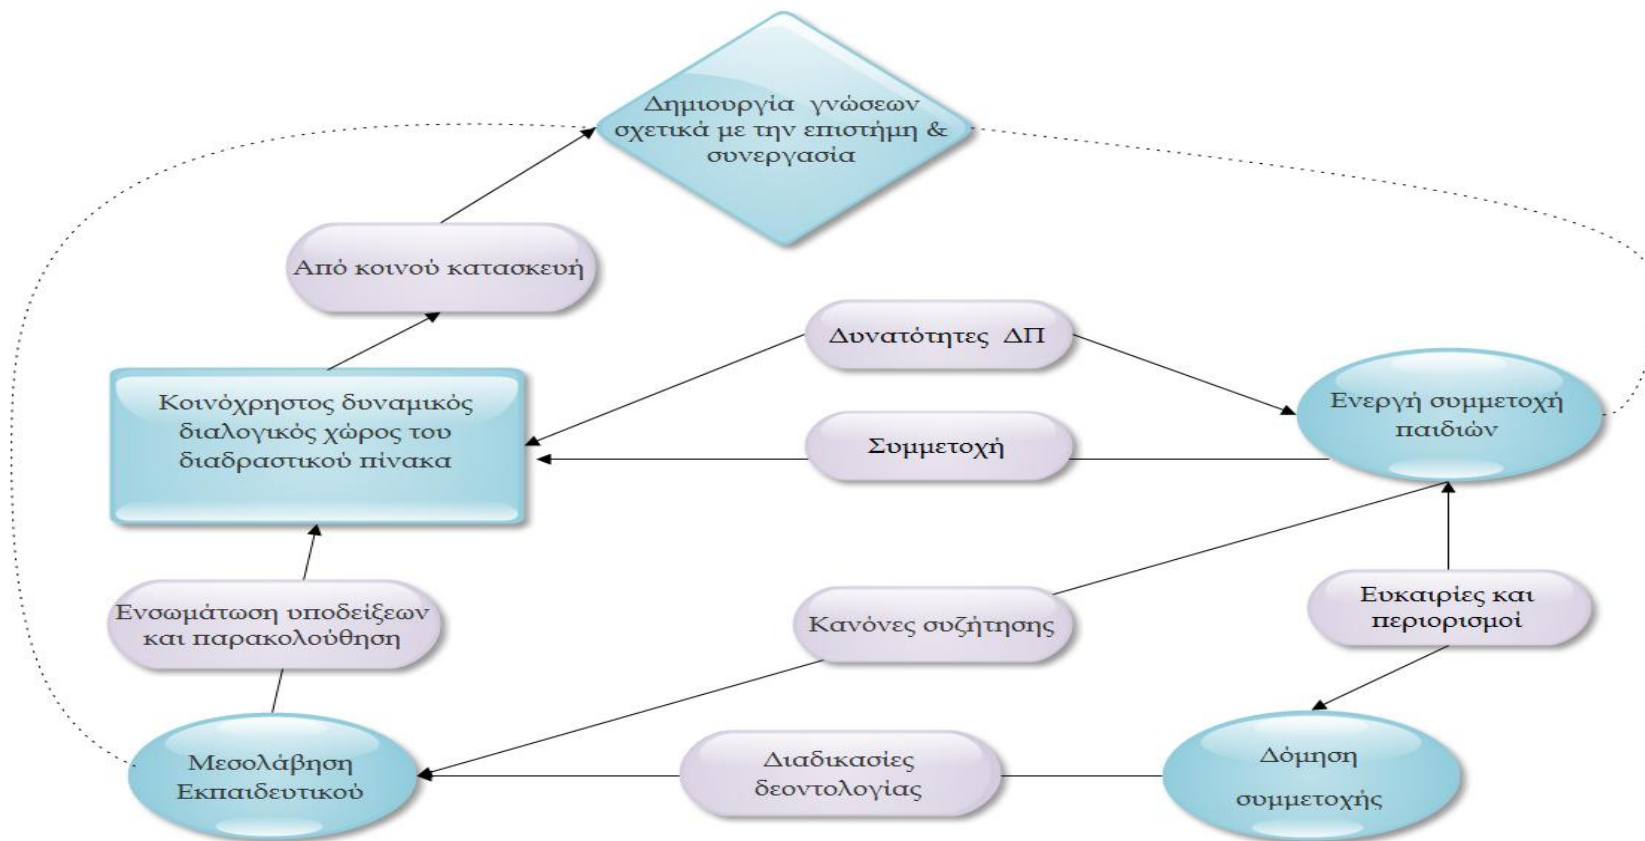 Δημιουργία γνώσεων
σχετικά με την επιστήμη &
συνεργασία
Από κοινού κατασκευή
Δυνατότητες ΔΠ
Κοινόχρηστος δυναμικός
διαλογικός χώρος του
διαδραστικού πίνακα
Ενεργή συμμετοχή
παιδιών
Συμμετοχή
Ενσωμάτωση υποδείξεων
και παρακολούθηση
Κανόνες συζήτησης
Ευκαιρίες και
περιορισμοί
Μεσολάβηση
Εκπαιδευτικού
Διαδικασίες
δεοντολογίας
Δόμηση
συμμετοχής